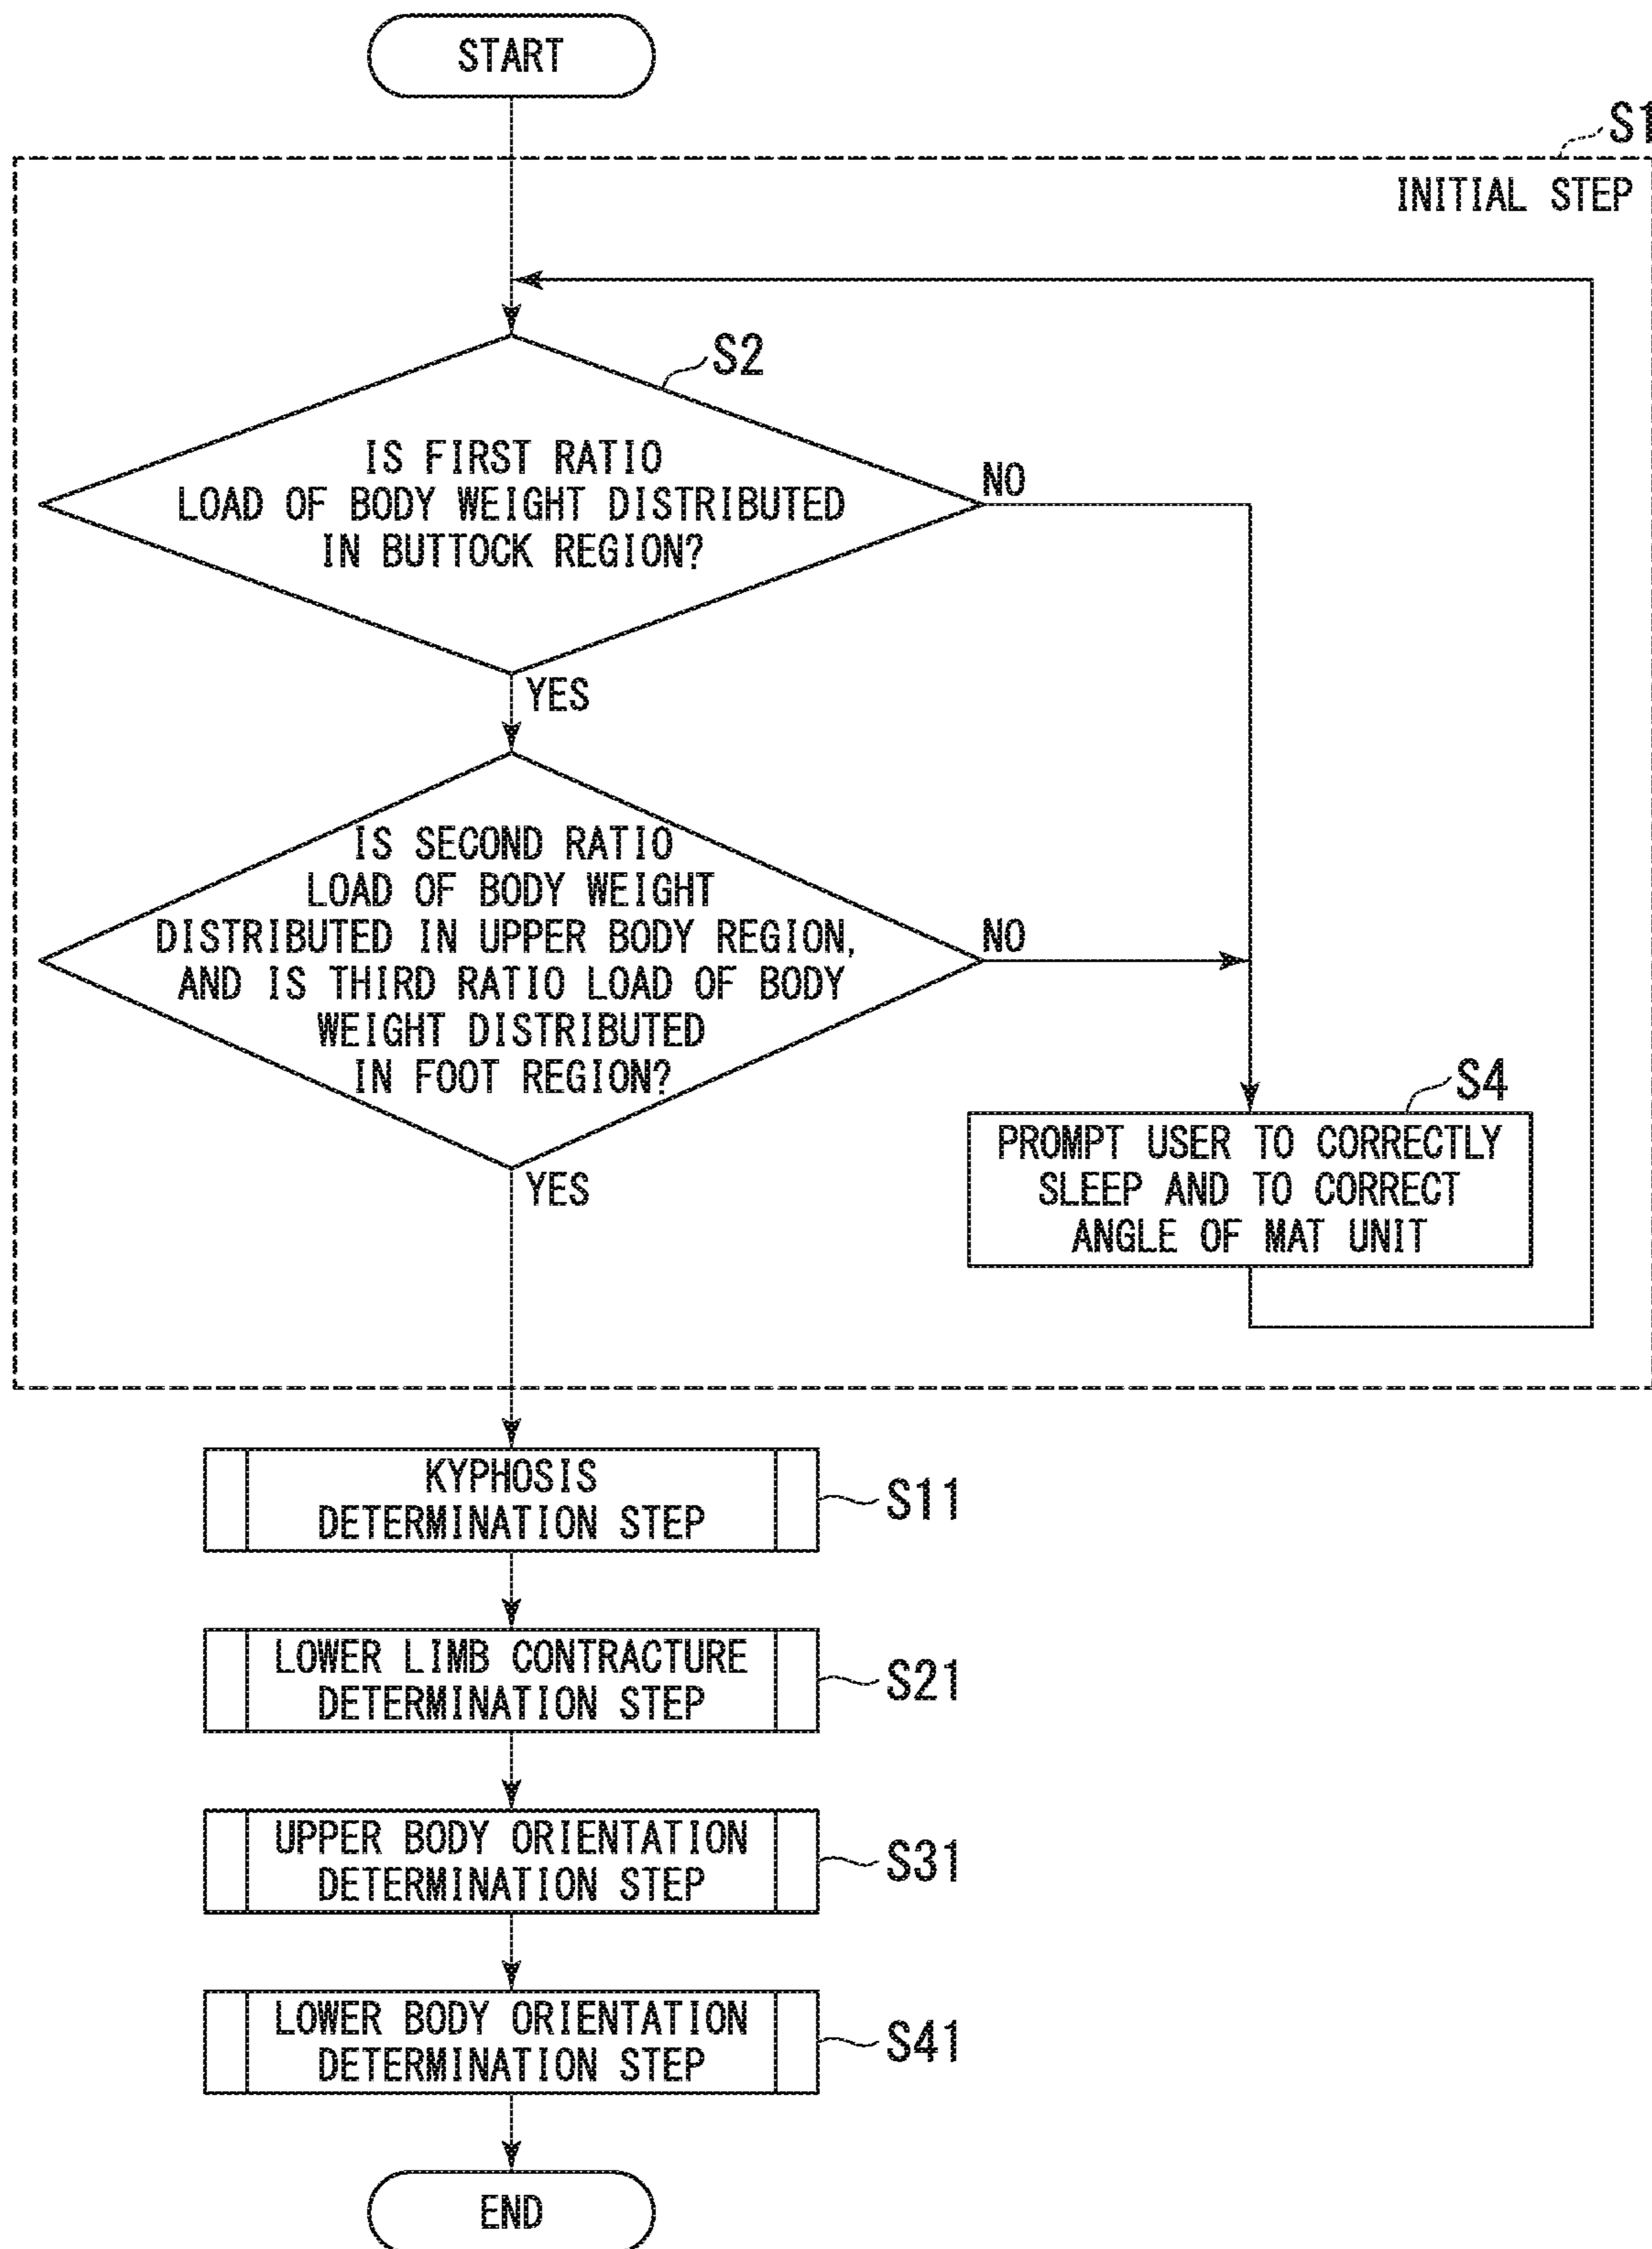 START
S1
INITIAL STEP
S2
IS FIRST RATIO
LOAD OF BODY WEIGHT DISTRIBUTED
IN BUTTOCK REGION?
NO
YES
IS SECOND RATIO
LOAD OF BODY WEIGHT
DISTRIBUTED IN UPPER BODY REGION,
AND IS THIRD RATIO LOAD OF BODY
WEIGHT DISTRIBUTED
IN FOOT REGION?
NO
YES
S4
PROMPT USER TO CORRECTLY
SLEEP AND TO CORRECT
ANGLE OF MAT UNIT
KYPHOSIS
DETERMINATION STEP
S11
LOWER LIMB CONTRACTURE
DETERMINATION STEP
S21
UPPER BODY ORIENTATION
DETERMINATION STEP
S31
LOWER BODY ORIENTATION
DETERMINATION STEP
S41
END